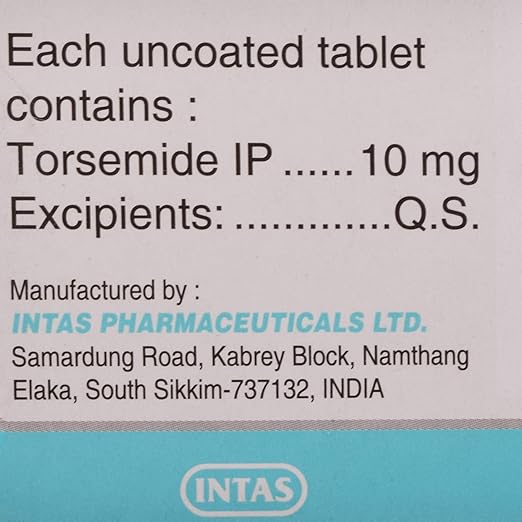 Each uncoated tablet
contains :
Torsemide IP ...... 10 mg
Excipients: .............Q.S.
Manufactured by :
INTAS PHARMACEUTICALS LTD.
Samardung Road, Kabrey Block, Namthang
Elaka, South Sikkim-737132, INDIA
INTAS